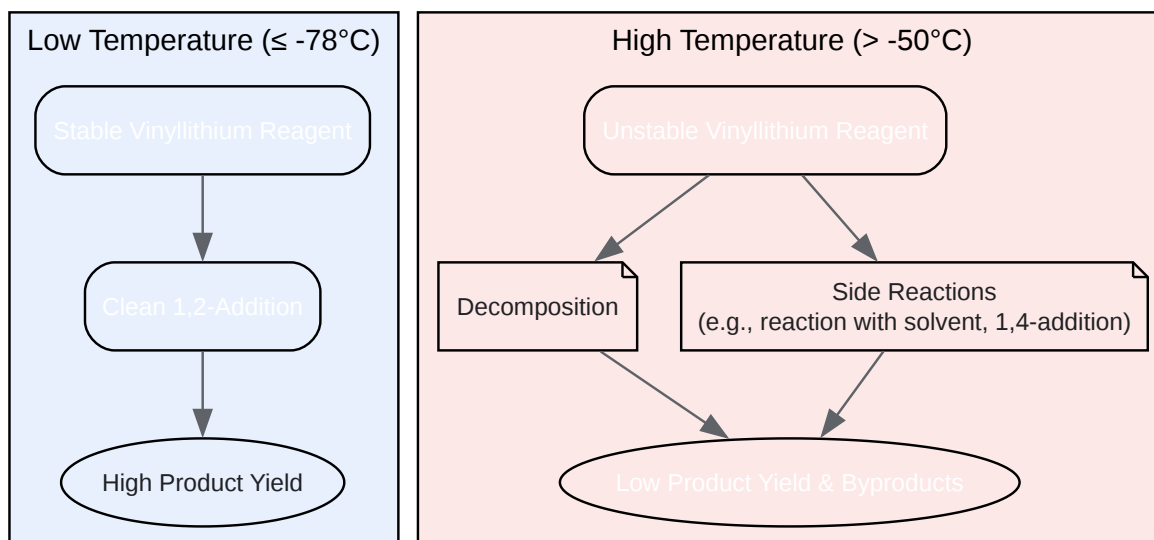 Low Temperature (≤ -78°C)
Stable Vinyllithium Reagent
Clean 1,2-Addition
High Product Yield
High Temperature (> -50°C)
Unstable Vinyllithium Reagent
Decomposition
Side Reactions
(e.g., reaction with solvent, 1,4-addition)
Low Product Yield & Byproducts